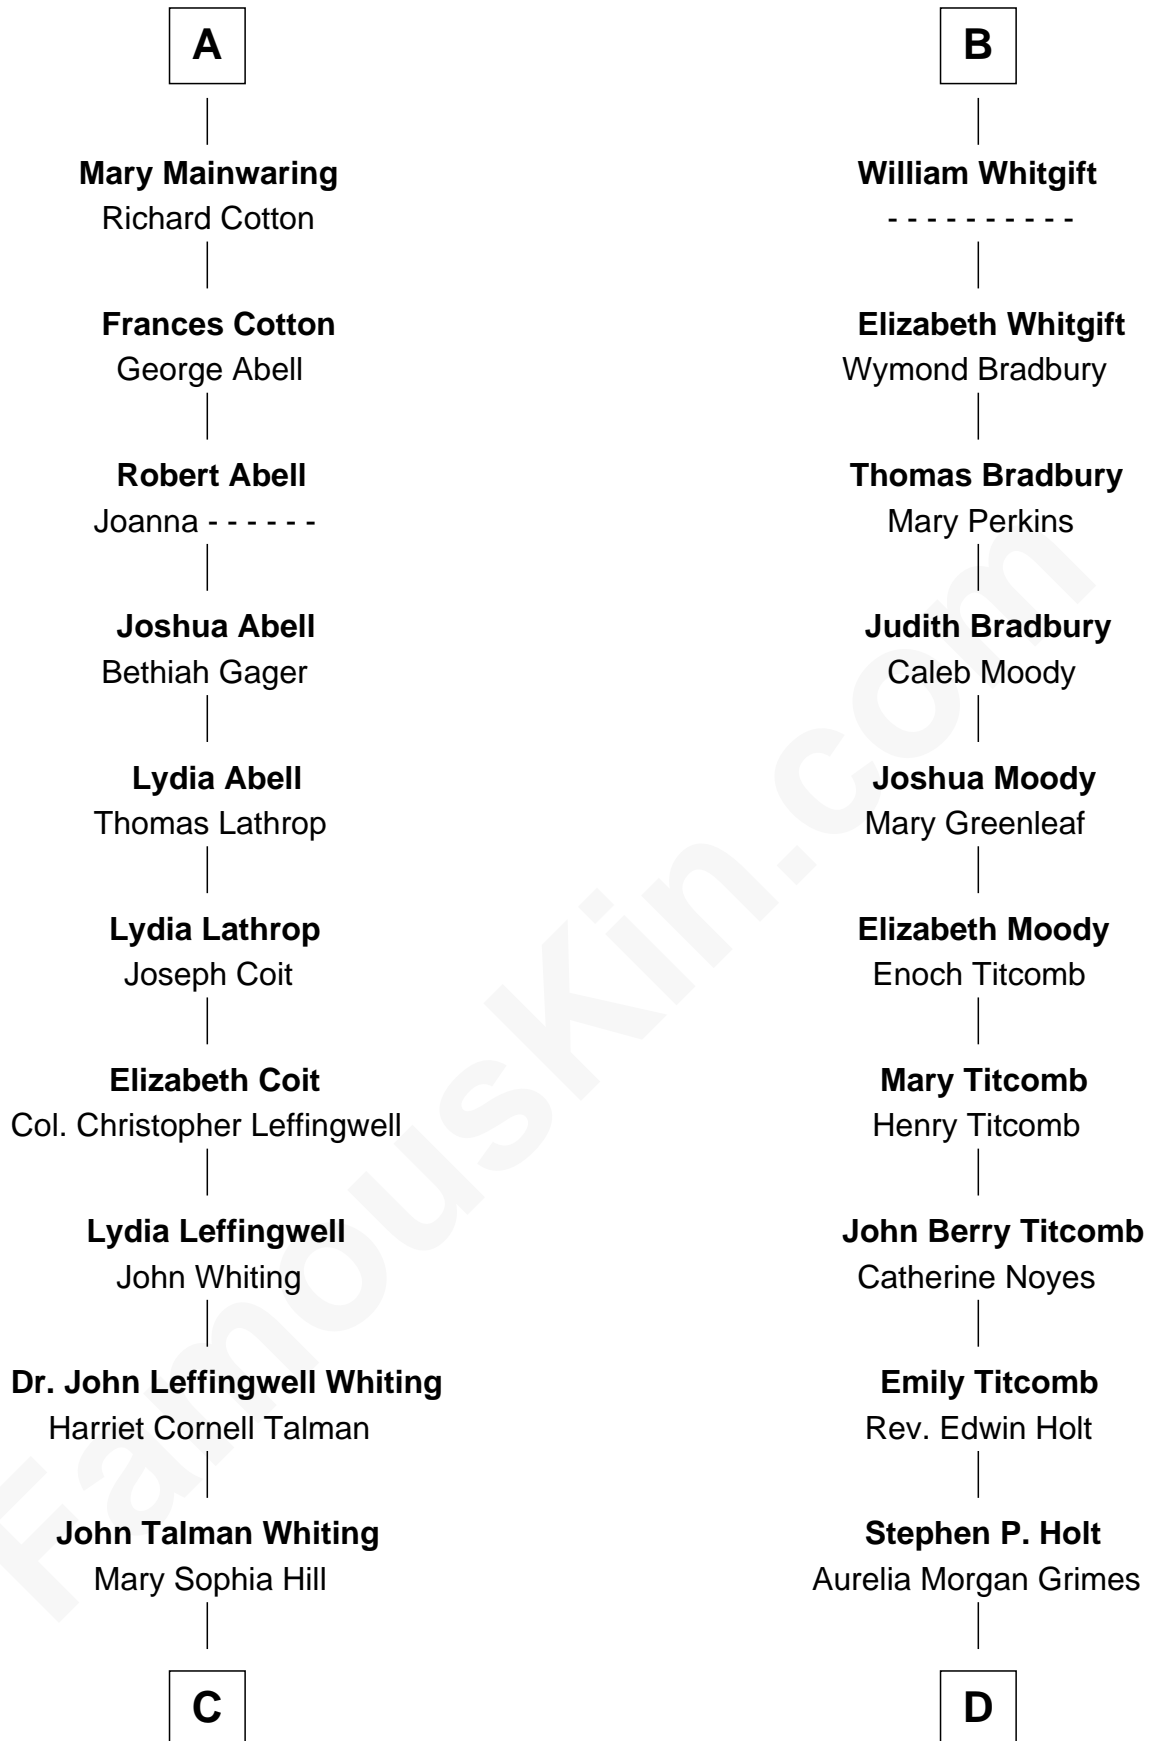 A
Mary Mainwaring
Richard Cotton
Frances Cotton
George Abell
Robert Abell
Joanna - - - - - -
Joshua Abell
Bethiah Gager
Lydia Abell
Thomas Lathrop
Lydia Lathrop
Joseph Coit
Elizabeth Coit
Col. Christopher Leffingwell
Lydia Leffingwell
John Whiting
Dr. John Leffingwell Whiting
Harriet Cornell Talman
John Talman Whiting
Mary Sophia Hill
C
B
William Whitgift
- - - - - - - - - -
Elizabeth Whitgift
Wymond Bradbury
Thomas Bradbury
Mary Perkins
Judith Bradbury
Caleb Moody
Joshua Moody
Mary Greenleaf
Elizabeth Moody
Enoch Titcomb
Mary Titcomb
Henry Titcomb
John Berry Titcomb
Catherine Noyes
Emily Titcomb
Rev. Edwin Holt
Stephen P. Holt
Aurelia Morgan Grimes
D
FamousKin.com